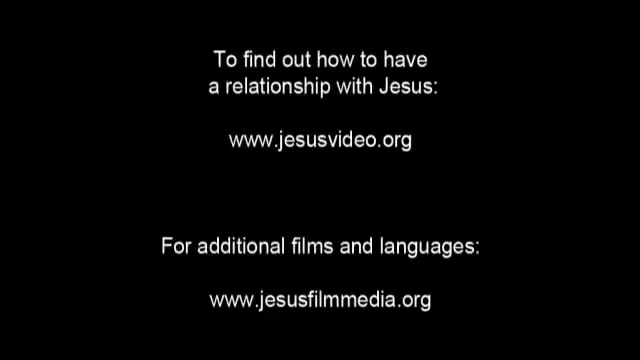 To find out how to have
a relationship with Jesus:
www.jesusvideo.org
For additional films and languages:
www.jesusfilmmedia.org